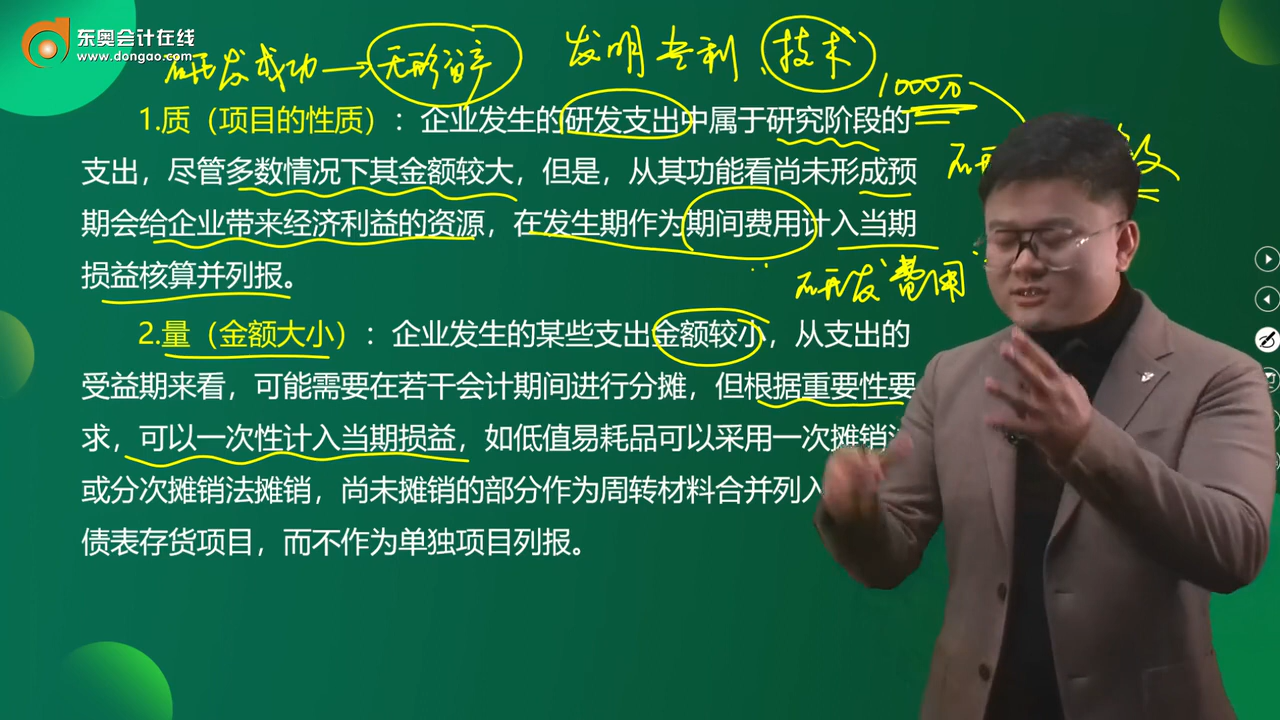 东奥会计在线
www.dongao.com
研发成功→无形资产 发明专利、技术
1000万
1.质（项目的性质）：企业发生的研发支出中属于研究阶段的
支出，尽管多数情况下其金额较大，但是，从其功能看尚未形成预
期会给企业带来经济利益的资源，在发生期作为期间费用计入当期
损益核算并列报。
研发费用
2.量（金额大小）：企业发生的某些支出金额较小，从支出的
受益期来看，可能需要在若干会计期间进行分摊，但根据重要性要
求，可以一次性计入当期损益，如低值易耗品可以采用一次摊销
或分次摊销法摊销，尚未摊销的部分作为周转材料合并列入
债表存货项目，而不作为单独项目列报。